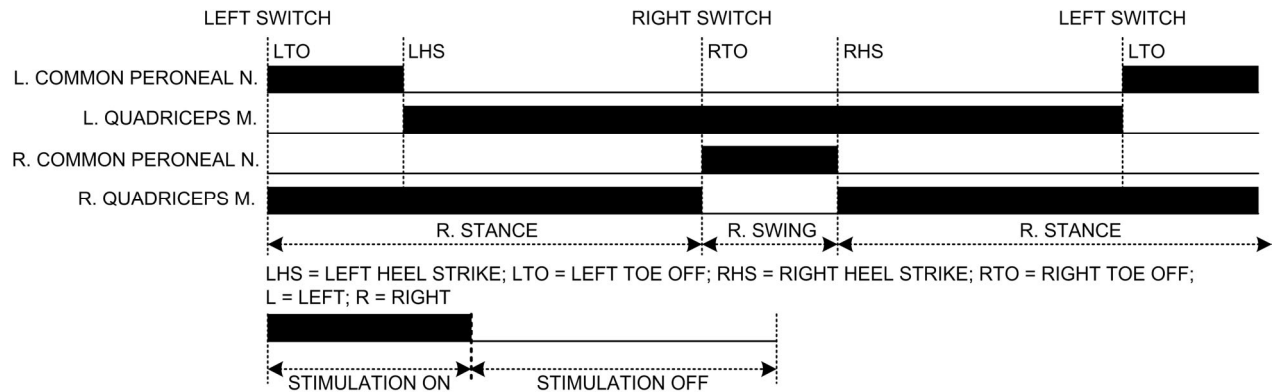 LEFT SWITCH RIGHT SWITCH LEFT SWITCH
LTO LHS RTO RHS LTO
L. COMMON PERONEAL N.
L. QUADRICEPS M.
R. COMMON PERONEAL N.
R. QUADRICEPS M.
R. STANCE R. SWING R. STANCE
LHS = LEFT HEEL STRIKE; LTO = LEFT TOE OFF; RHS = RIGHT HEEL STRIKE; RTO = RIGHT TOE OFF;
L = LEFT; R = RIGHT
STIMULATION ON STIMULATION OFF